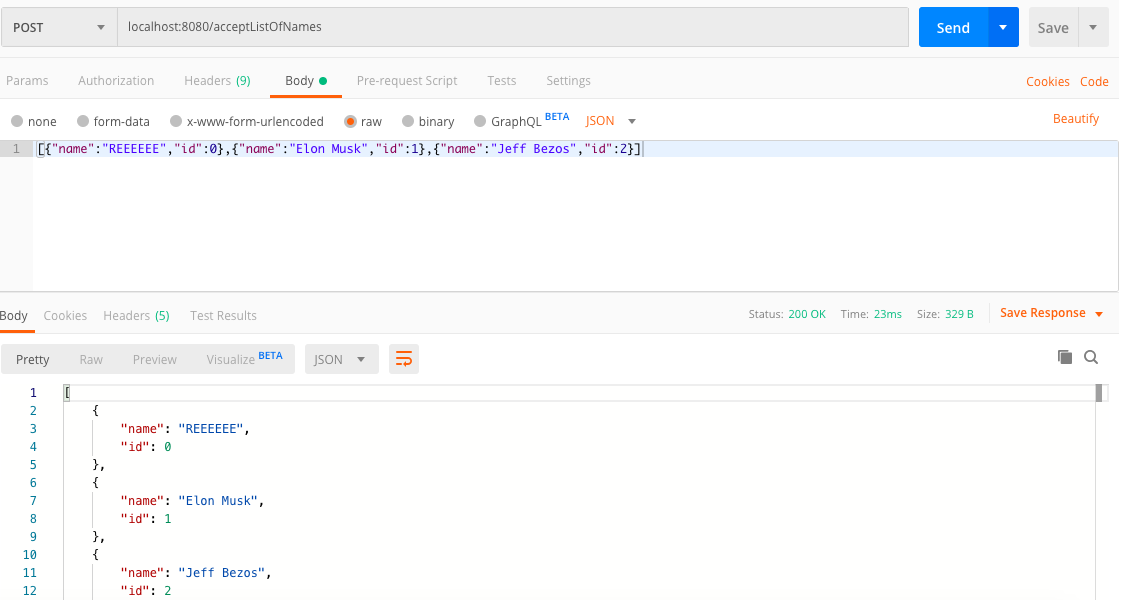 POST localhost:8080/acceptListOfNames Send Save
Params Authorization Headers (9) Body Pre-request Script Tests Settings Cookies Code
none form-data x-www-form-urlencoded raw binary GraphQL BETA JSON Beautify
1 [{"name":"REEEEEE","id":0},{"name":"Elon Musk","id":1},{"name":"Jeff Bezos","id":2}]
Body Cookies Headers (5) Test Results Status: 200 OK Time: 23ms Size: 329 B Save Response
Pretty Raw Preview Visualize BETA JSON
1 [
2 {
3 "name": "REEEEEE",
4 "id": 0
5 },
6 {
7 "name": "Elon Musk",
8 "id": 1
9 },
10 {
11 "name": "Jeff Bezos",
12 "id": 2